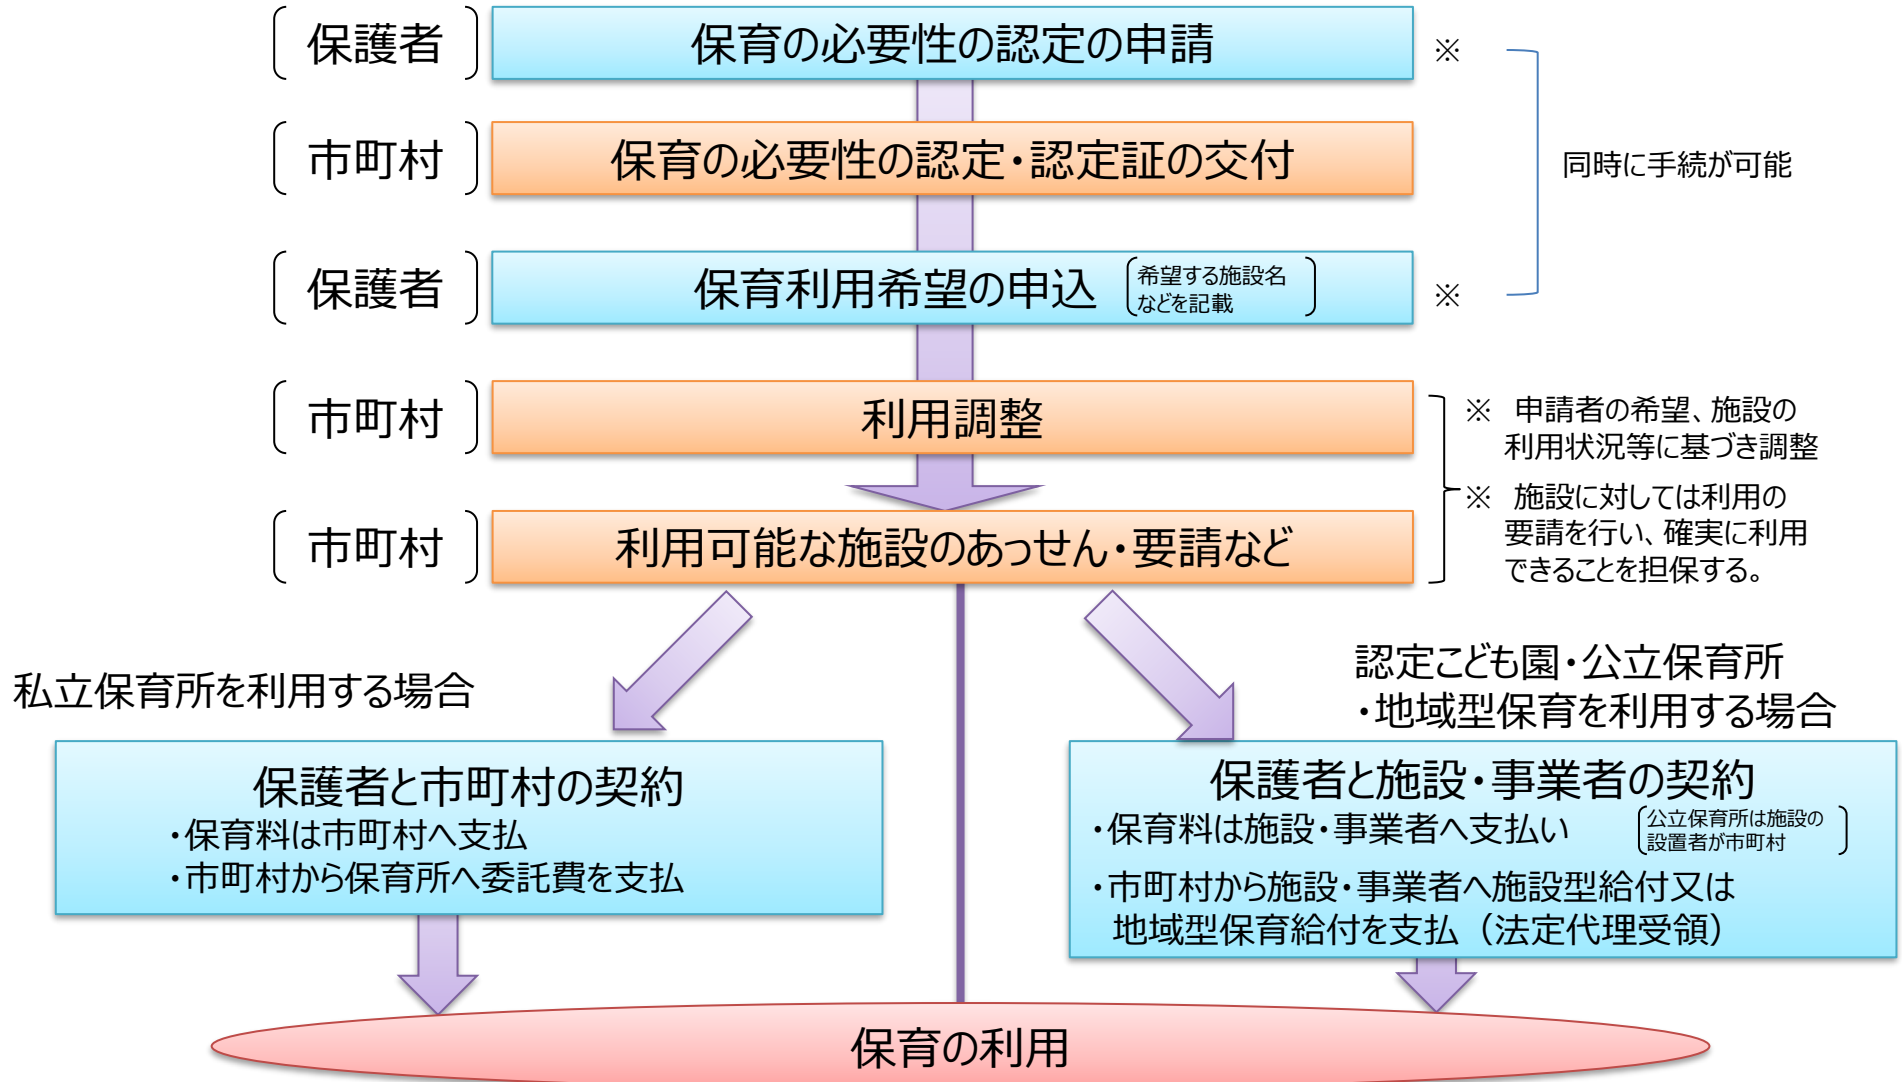 保護者
保育の必要性の認定の申請
※
市町村
保育の必要性の認定・認定証の交付
同時に手続が可能
保護者
保育利用希望の申込
希望する施設名
などを記載
※
市町村
利用調整
※ 申請者の希望、施設の
利用状況等に基づき調整
※ 施設に対しては利用の
要請を行い、確実に利用
できることを担保する。
市町村
利用可能な施設のあっせん・要請など
私立保育所を利用する場合
認定こども園・公立保育所
・地域型保育を利用する場合
保護者と市町村の契約
・保育料は市町村へ支払
・市町村から保育所へ委託費を支払
保護者と施設・事業者の契約
・保育料は施設・事業者へ支払い
公立保育所は施設の
設置者が市町村
・市町村から施設・事業者へ施設型給付又は
地域型保育給付を支払（法定代理受領）
保育の利用